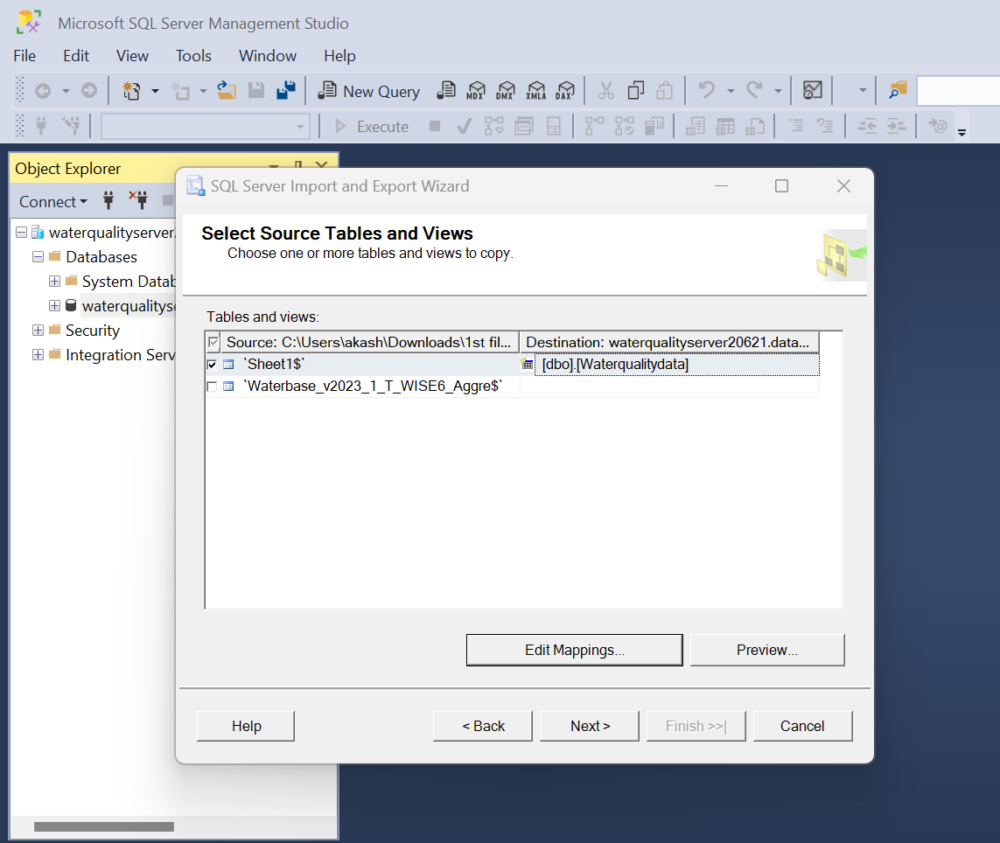 Microsoft SQL Server Management Studio
File Edit View Tools Window Help
New Query MDX DMX XMLA DAX
Execute
Object Explorer
Connect
waterqualityserver
Databases
System Datab
waterqualityse
Security
Integration Serv
SQL Server Import and Export Wizard
Select Source Tables and Views
Choose one or more tables and views to copy.
Tables and views:
Source: C:\Users\akash\Downloads\1st fil... Destination: waterqualityserver20621.data...
`Sheet1$` [dbo].[Waterqualitydata]
`Waterbase_v2023_1_T_WISE6_Aggre$`
Edit Mappings... Preview...
Help < Back Next > Finish >>| Cancel